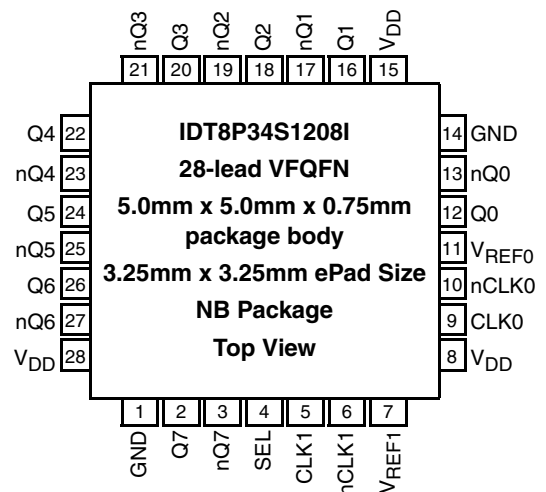 nQ3
Q3
nQ2
Q2
nQ1
Q1
VDD
21 20 19 18 17 16 15
Q4 22
nQ4 23
Q5 24
nQ5 25
Q6 26
nQ6 27
VDD 28
IDT8P34S1208I
28-lead VFQFN
5.0mm x 5.0mm x 0.75mm
package body
3.25mm x 3.25mm ePad Size
NB Package
Top View
14 GND
13 nQ0
12 Q0
11 VREF0
10 nCLK0
9 CLK0
8 VDD
1 2 3 4 5 6 7
GND
Q7
nQ7
SEL
CLK1
nCLK1
VREF1